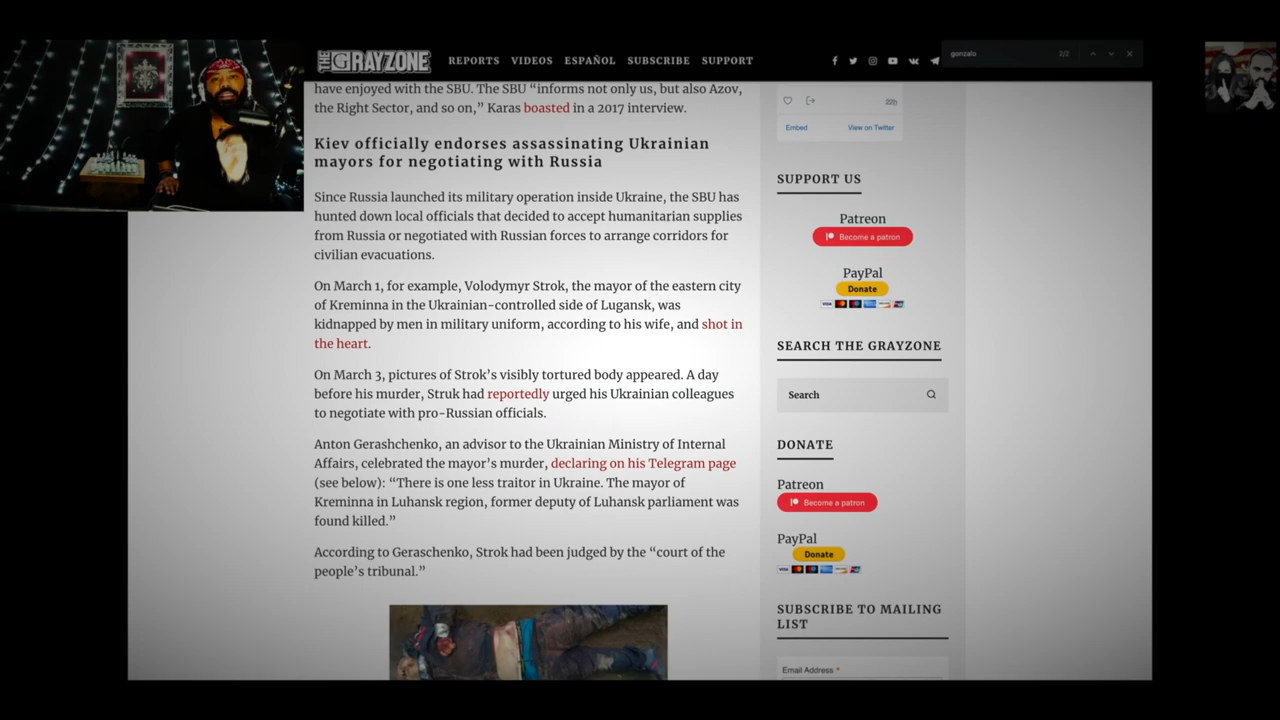 THE GRAYZONE
REPORTS VIDEOS ESPAÑOL SUBSCRIBE SUPPORT
gonzalo 2/2
have enjoyed with the SBU. The SBU “informs not only us, but also Azov,
the Right Sector, and so on,” Karas boasted in a 2017 interview.
Kiev officially endorses assassinating Ukrainian
mayors for negotiating with Russia
Since Russia launched its military operation inside Ukraine, the SBU has
hunted down local officials that decided to accept humanitarian supplies
from Russia or negotiated with Russian forces to arrange corridors for
civilian evacuations.
On March 1, for example, Volodymyr Strok, the mayor of the eastern city
of Kreminna in the Ukrainian-controlled side of Lugansk, was
kidnapped by men in military uniform, according to his wife, and shot in
the heart.
On March 3, pictures of Strok’s visibly tortured body appeared. A day
before his murder, Struk had reportedly urged his Ukrainian colleagues
to negotiate with pro-Russian officials.
Anton Gerashchenko, an advisor to the Ukrainian Ministry of Internal
Affairs, celebrated the mayor’s murder, declaring on his Telegram page
(see below): “There is one less traitor in Ukraine. The mayor of
Kreminna in Luhansk region, former deputy of Luhansk parliament was
found killed.”
According to Geraschenko, Strok had been judged by the “court of the
people’s tribunal.”
22h
Embed View on Twitter
SUPPORT US
Patreon
Become a patron
PayPal
Donate
SEARCH THE GRAYZONE
Search
DONATE
Patreon
Become a patron
PayPal
Donate
SUBSCRIBE TO MAILING
LIST
Email Address *